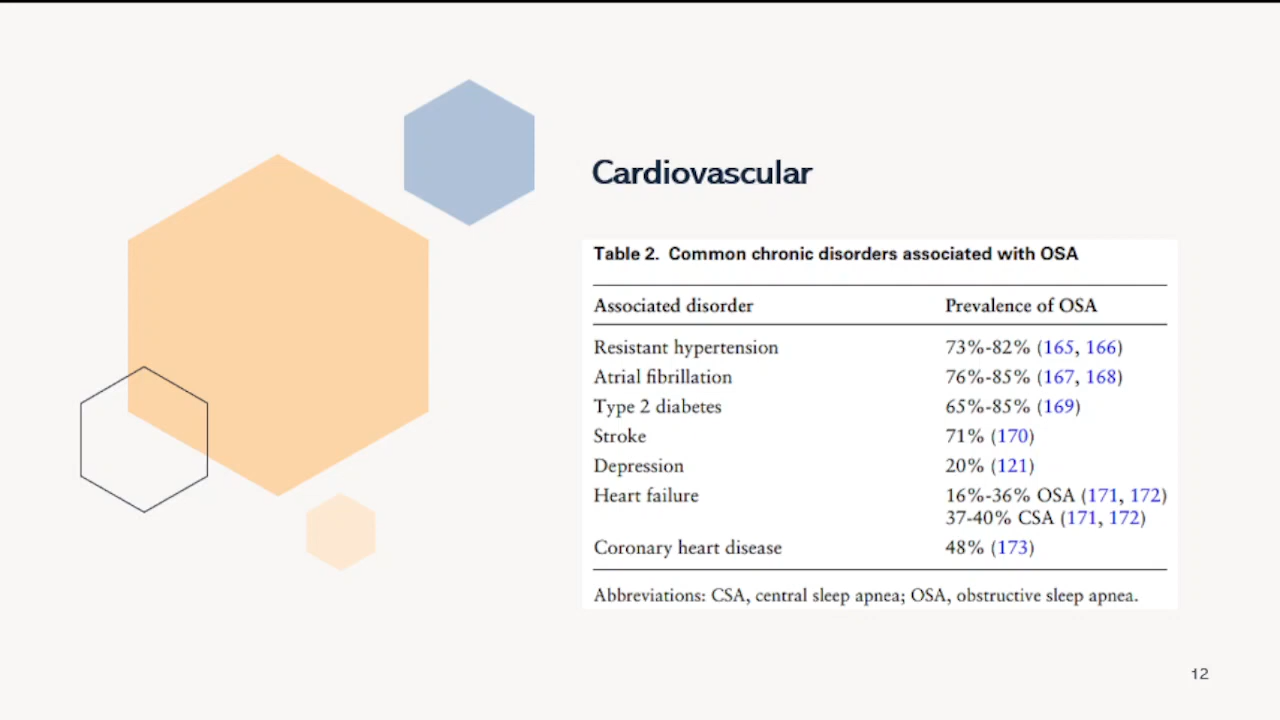 Cardiovascular
Table 2. Common chronic disorders associated with OSA
Associated disorder Prevalence of OSA
Resistant hypertension 73%-82% (165, 166)
Atrial fibrillation 76%-85% (167, 168)
Type 2 diabetes 65%-85% (169)
Stroke 71% (170)
Depression 20% (121)
Heart failure 16%-36% OSA (171, 172)
37-40% CSA (171, 172)
Coronary heart disease 48% (173)
Abbreviations: CSA, central sleep apnea; OSA, obstructive sleep apnea.
12